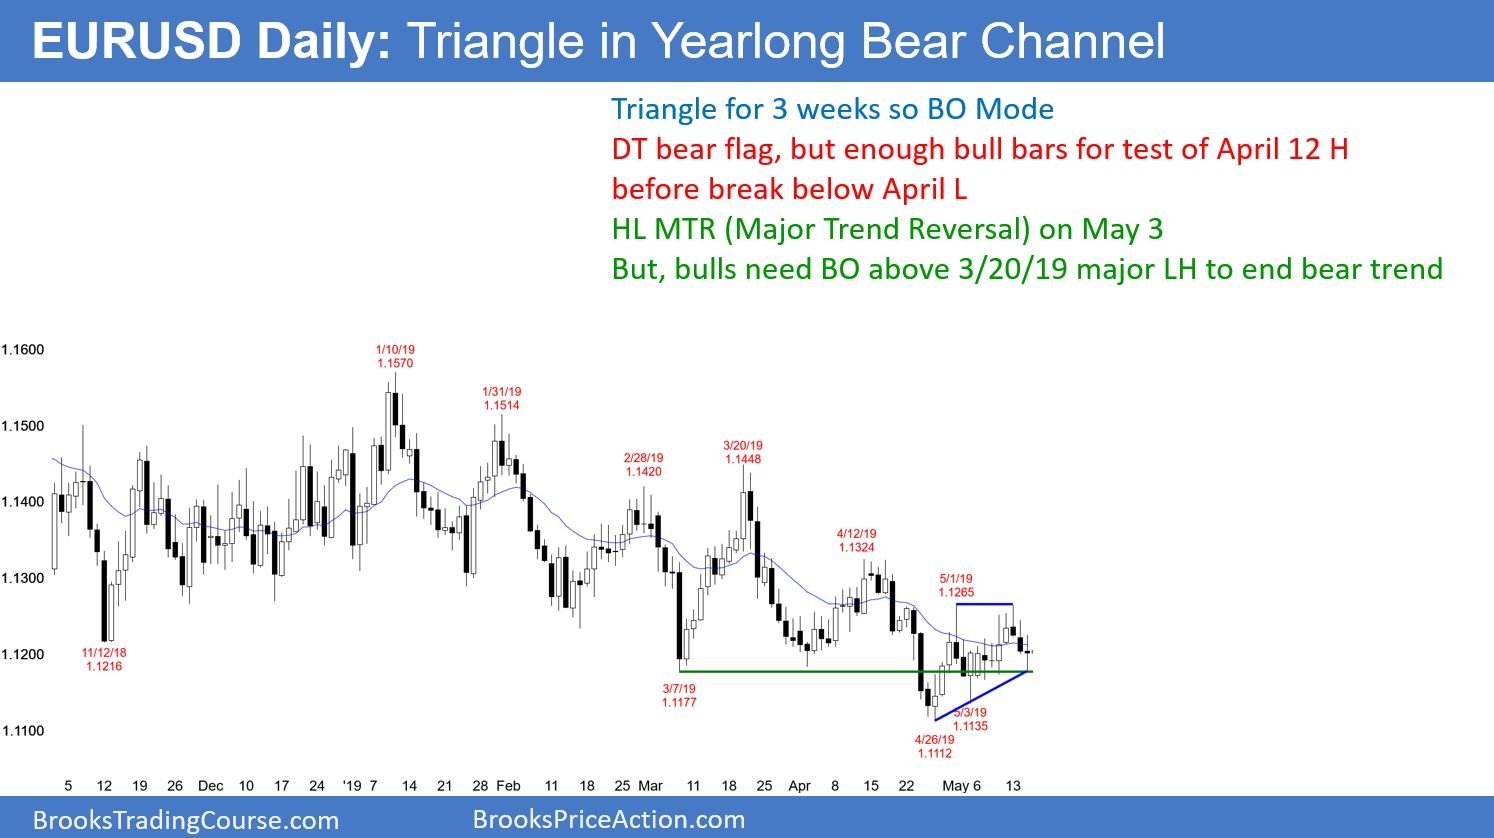 EURUSD Daily: Triangle in Yearlong Bear Channel
Triangle for 3 weeks so BO Mode
DT bear flag, but enough bull bars for test of April 12 H
before break below April L
HL MTR (Major Trend Reversal) on May 3
But, bulls need BO above 3/20/19 major LH to end bear trend
1.1600
1.1500
1.1400
1.1300
1.1200
1.1100
11/12/18
1.1216
1/10/19
1.1570
1/31/19
1.1514
2/28/19
1.1420
3/7/19
1.1177
3/20/19
1.1448
4/12/19
1.1324
4/26/19
1.1112
5/1/19
1.1265
5/3/19
1.1135
5 12 19 26 Dec 10 17 24 '19 7 14 21 28 Feb 11 18 25 Mar 11 18 25 Apr 8 15 22 May 6 13
BrooksTradingCourse.com
BrooksPriceAction.com